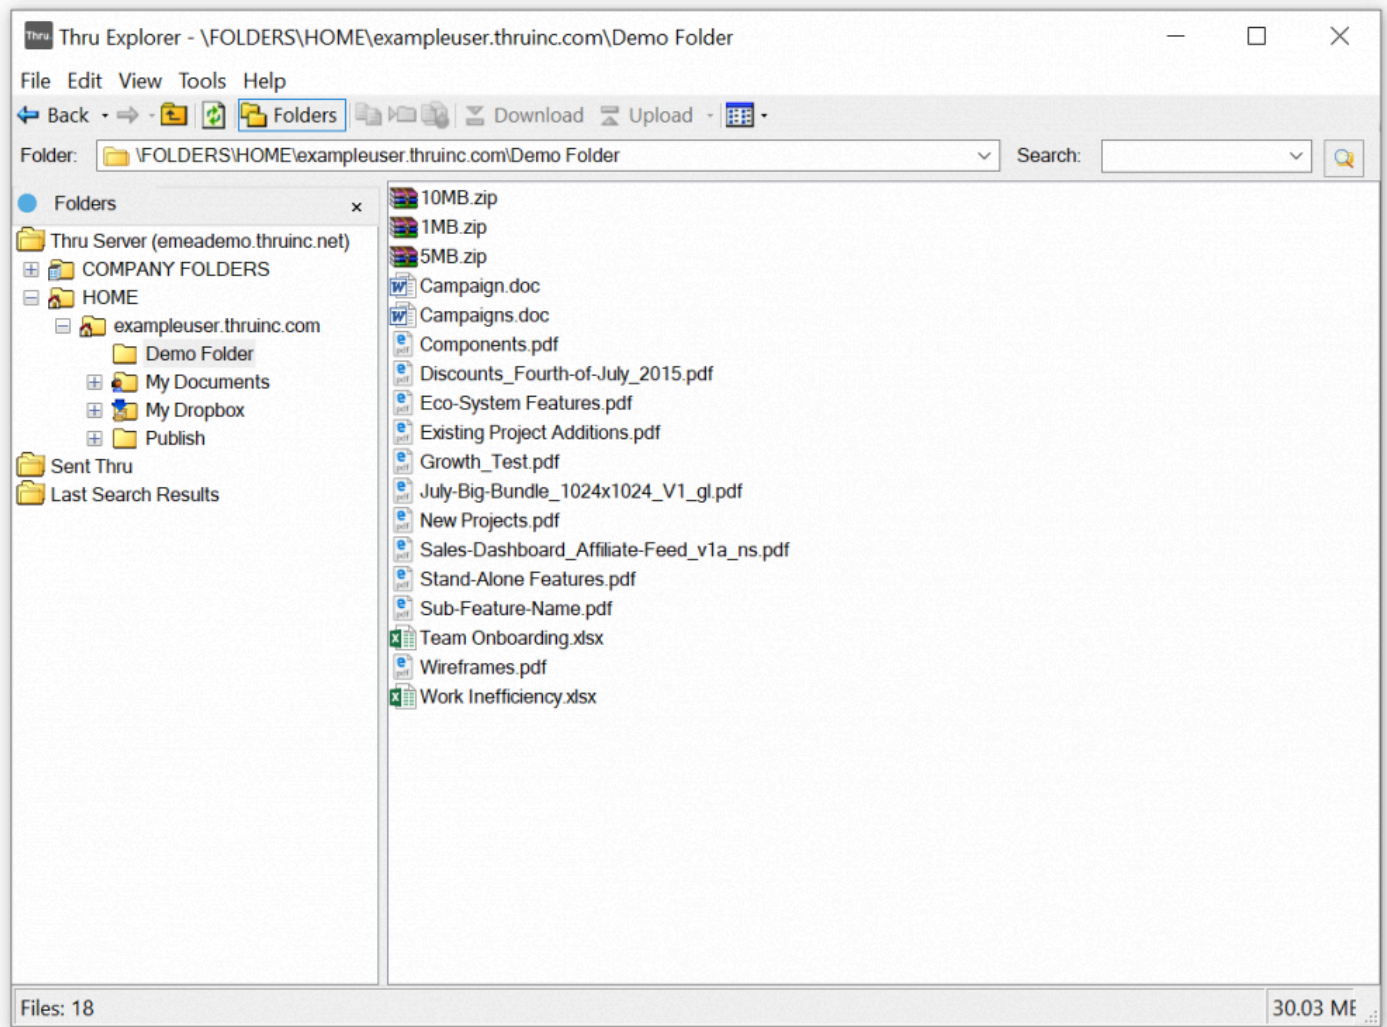 Thru Thru Explorer - \FOLDERS\HOME\exampleuser.thruinc.com\Demo Folder
File Edit View Tools Help
Back Folders Download Upload
Folder: \FOLDERS\HOME\exampleuser.thruinc.com\Demo Folder Search:
Folders
Thru Server (emeademo.thruinc.net)
COMPANY FOLDERS
HOME
exampleuser.thruinc.com
Demo Folder
My Documents
My Dropbox
Publish
Sent Thru
Last Search Results
10MB.zip
1MB.zip
5MB.zip
Campaign.doc
Campaigns.doc
Components.pdf
Discounts_Fourth-of-July_2015.pdf
Eco-System Features.pdf
Existing Project Additions.pdf
Growth_Test.pdf
July-Big-Bundle_1024x1024_V1_gl.pdf
New Projects.pdf
Sales-Dashboard_Affiliate-Feed_v1a_ns.pdf
Stand-Alone Features.pdf
Sub-Feature-Name.pdf
Team Onboarding.xlsx
Wireframes.pdf
Work Inefficiency.xlsx
Files: 18 30.03 ME